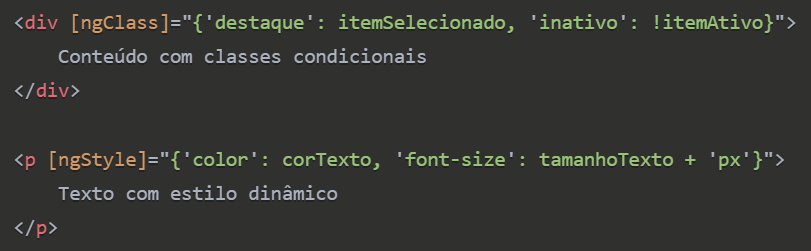 <div [ngClass]="{'destaque': itemSelecionado, 'inativo': !itemAtivo}">
    Conteúdo com classes condicionais
</div>

<p [ngStyle]="{'color': corTexto, 'font-size': tamanhoTexto + 'px'}">
    Texto com estilo dinâmico
</p>